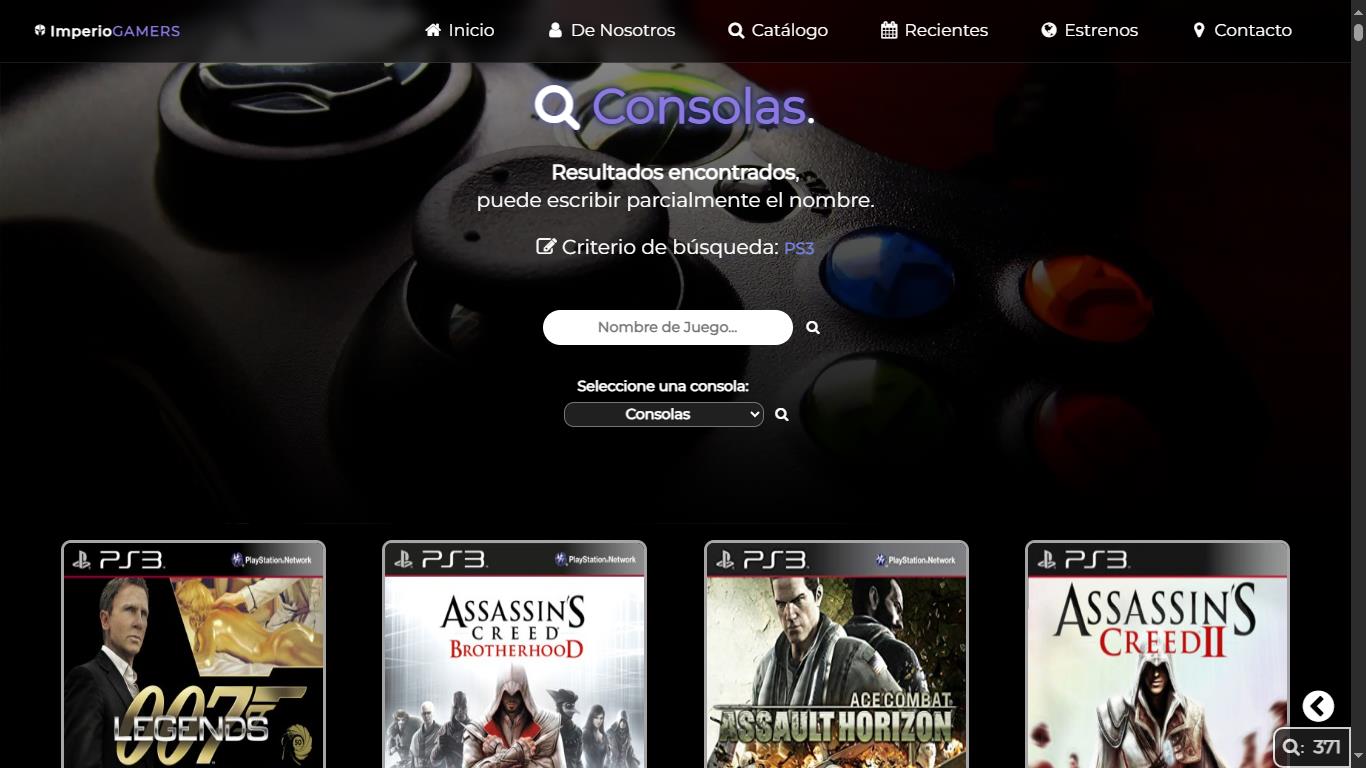 ImperioGAMERS
Inicio
De Nosotros
Catálogo
Recientes
Estrenos
Contacto
Consolas.
Resultados encontrados,
puede escribir parcialmente el nombre.
Criterio de búsqueda: PS3
Nombre de Juego...
Seleccione una consola:
Consolas
PS3 PlayStation Network
007
LEGENDS
50
PS3 PlayStation Network
ASSASSIN'S
CREED
BROTHERHOOD
PS3 PlayStation Network
ACE COMBAT
ASSAULT HORIZON
PS3
ASSASSIN'S
CREED II
: 371